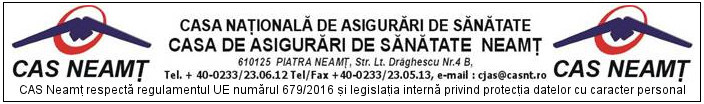 CASA NAȚIONALĂ DE ASIGURĂRI DE SĂNĂTATE
CASA DE ASIGURĂRI DE SĂNĂTATE NEAMȚ
610125 PIATRA NEAMȚ, Str. Lt. Drăghescu Nr.4 B,
Tel. + 40-0233/23.06.12 Tel/Fax +40-0233/23.05.13, e-mail : cjas@casnt.ro
CAS NEAMȚ
CAS NEAMȚ
CAS Neamț respectă regulamentul UE numărul 679/2016 și legislația internă privind protecția datelor cu caracter personal